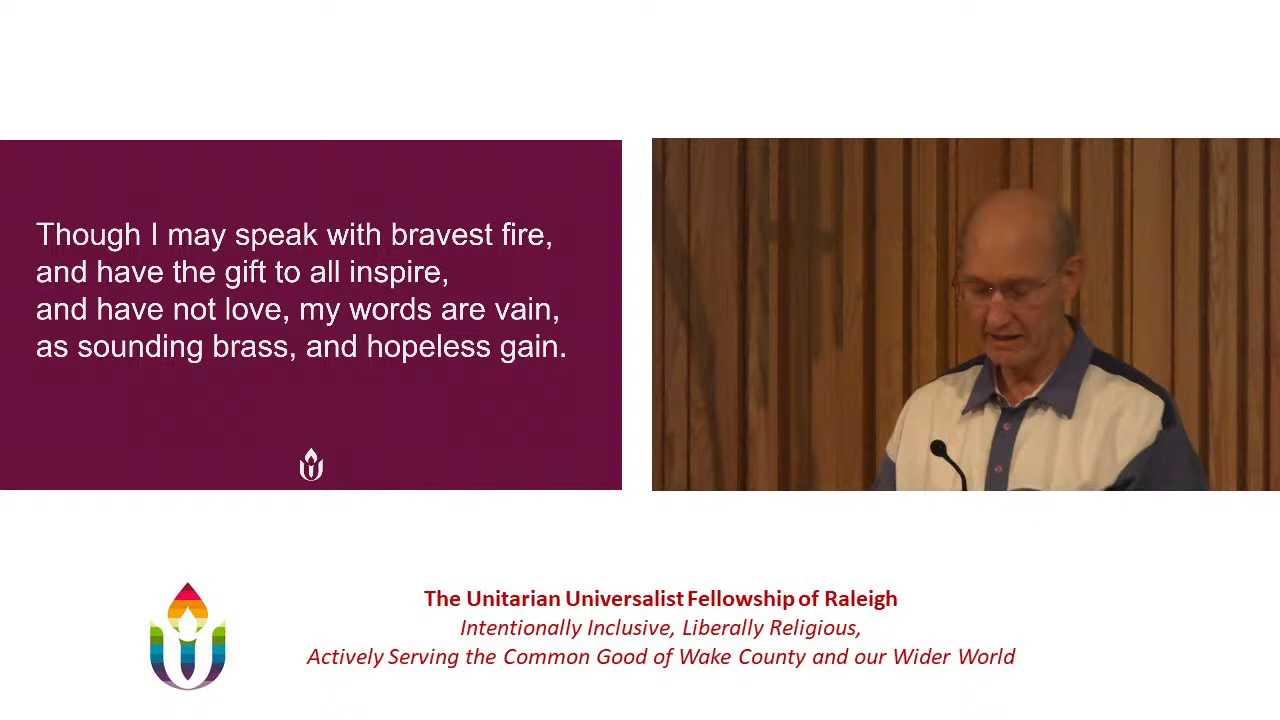 Though I may speak with bravest fire,
and have the gift to all inspire,
and have not love, my words are vain,
as sounding brass, and hopeless gain.
The Unitarian Universalist Fellowship of Raleigh
Intentionally Inclusive, Liberally Religious,
Actively Serving the Common Good of Wake County and our Wider World